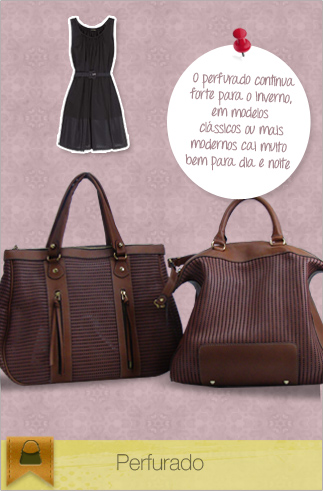 O perfurado continua
forte para o inverno,
em modelos
clássicos ou mais
modernos cai muito
bem para dia e noite
Perfurado